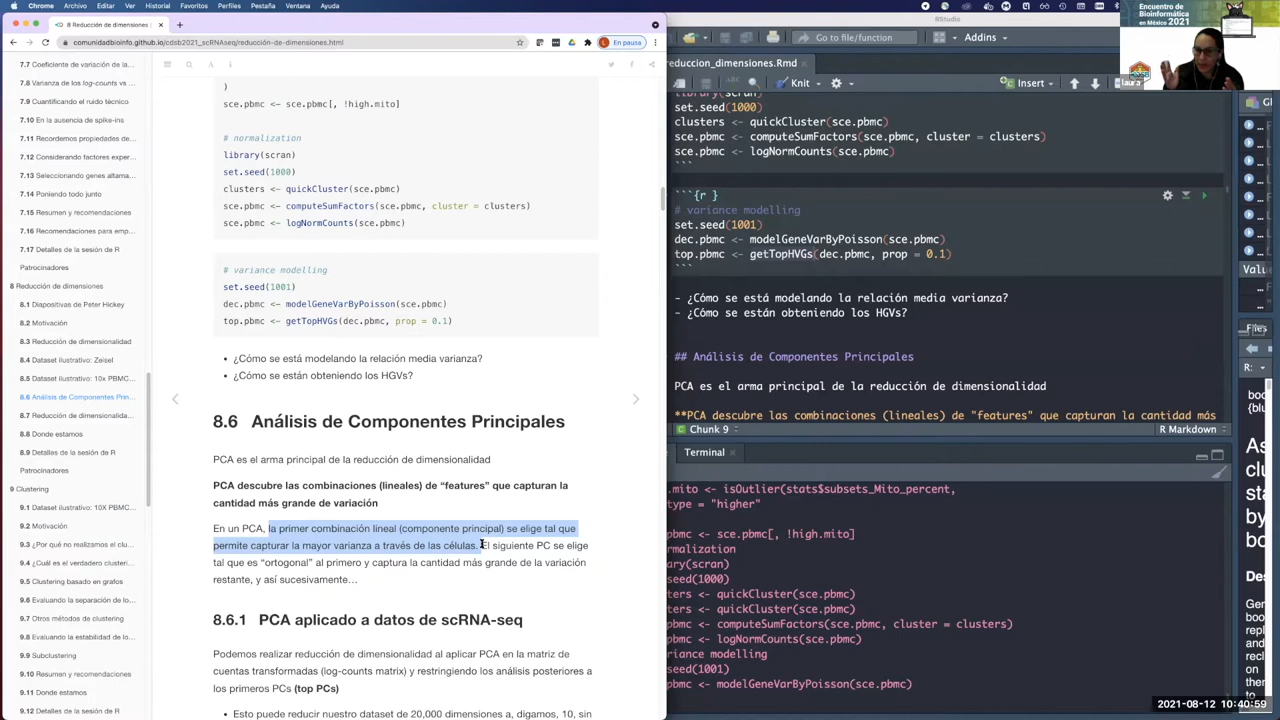 Chrome Archivo Editar Ver Historial Favoritos Perfiles Pestaña Ventana Ayuda
8 Reducción de dimensiones |
comunidadbioinfo.github.io/cdsb2021_scRNAseq/reducción-de-dimensiones.html
En pausa
7.7 Coeficiente de variación de la...
7.8 Varianza de los log-counts vs ...
7.9 Cuantificando el ruido técnico
7.10 En la ausencia de spike-ins
7.11 Recordemos propiedades de...
7.12 Considerando factores exper...
7.13 Seleccionando genes altama...
7.14 Poniendo todo junto
7.15 Resumen y recomendaciones
7.16 Recomendaciones para emp...
7.17 Detalles de la sesión de R
Patrocinadores
8 Reducción de dimensiones
8.1 Diapositivas de Peter Hickey
8.2 Motivación
8.3 Reducción de dimensionalidad
8.4 Dataset ilustrativo: Zeisel
8.5 Dataset ilustrativo: 10x PBMC...
8.6 Análisis de Componentes Prin...
8.7 Reducción de dimensionalida...
8.8 Donde estamos
8.9 Detalles de la sesión de R
Patrocinadores
9 Clustering
9.1 Dataset ilustrativo: 10X PBMC...
9.2 Motivación
9.3 ¿Por qué no realizamos el clu...
9.4 ¿Cuál es el verdadero clusteri...
9.5 Clustering basado en grafos
9.6 Evaluando la separación de lo...
9.7 Otros métodos de clustering
9.8 Evaluando la estabilidad de lo...
9.9 Subclustering
9.10 Resumen y recomendaciones
9.11 Donde estamos
9.12 Detalles de la sesión de R
)
sce.pbmc <- sce.pbmc[, !high.mito]
# normalization
library(scran)
set.seed(1000)
clusters <- quickCluster(sce.pbmc)
sce.pbmc <- computeSumFactors(sce.pbmc, cluster = clusters)
sce.pbmc <- logNormCounts(sce.pbmc)
# variance modelling
set.seed(1001)
dec.pbmc <- modelGeneVarByPoisson(sce.pbmc)
top.pbmc <- getTopHVGs(dec.pbmc, prop = 0.1)
• ¿Cómo se está modelando la relación media varianza?
• ¿Cómo se están obteniendo los HGVs?
8.6 Análisis de Componentes Principales
PCA es el arma principal de la reducción de dimensionalidad
PCA descubre las combinaciones (lineales) de “features” que capturan la
cantidad más grande de variación
En un PCA, la primer combinación lineal (componente principal) se elige tal que
permite capturar la mayor varianza a través de las células. El siguiente PC se elige
tal que es “ortogonal” al primero y captura la cantidad más grande de la variación
restante, y así sucesivamente…
8.6.1 PCA aplicado a datos de scRNA-seq
Podemos realizar reducción de dimensionalidad al aplicar PCA en la matriz de
cuentas transformadas (log-counts matrix) y restringiendo los análisis posteriores a
los primeros PCs (top PCs)
• Esto puede reducir nuestro dataset de 20,000 dimensiones a, digamos, 10, sin
RStudio
Go to file/function
Addins
reduccion_dimensiones.Rmd
Knit
Insert
set.seed(1000)
clusters <- quickCluster(sce.pbmc)
sce.pbmc <- computeSumFactors(sce.pbmc, cluster = clusters)
sce.pbmc <- logNormCounts(sce.pbmc)
```
```{r }
# variance modelling
set.seed(1001)
dec.pbmc <- modelGeneVarByPoisson(sce.pbmc)
top.pbmc <- getTopHVGs(dec.pbmc, prop = 0.1)
```
- ¿Cómo se está modelando la relación media varianza?
- ¿Cómo se están obteniendo los HGVs?
## Análisis de Componentes Principales
PCA es el arma principal de la reducción de dimensionalidad
**PCA descubre las combinaciones (lineales) de "features" que capturan la cantidad más
Chunk 9
R Markdown
Terminal
.mito <- isOutlier(stats$subsets_Mito_percent,
type = "higher"
c <- sce.pbmc[, !high.mito]
malization
(scran)
ed(1000)
rs <- quickCluster(sce.pbmc)
c <- computeSumFactors(sce.pbmc, cluster = clusters)
c <- logNormCounts(sce.pbmc)
iance modelling
ed(1001)
c <- modelGeneVarByPoisson(sce.pbmc)
Valu
Files
R:
body{
Encuentro de
Bioinformática
en México 2021
CDSB
laura
2021-08-12 10:40:59